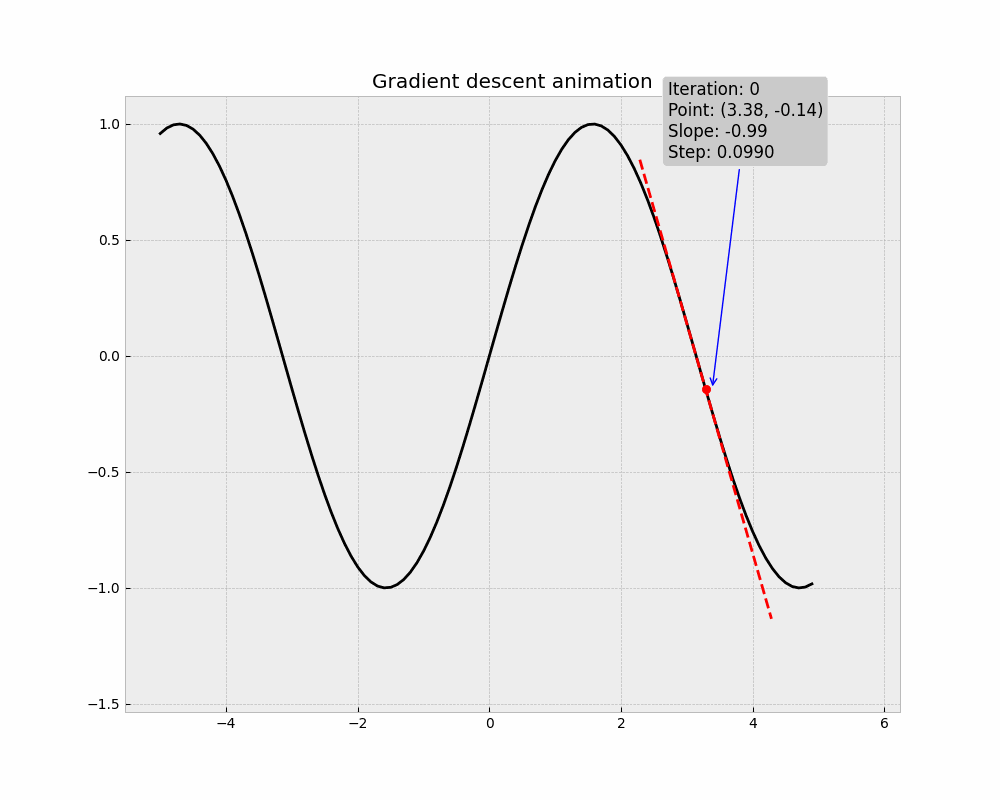 Gradient descent animation
Iteration: 0
Point: (3.38, -0.14)
Slope: -0.99
Step: 0.0990
1.0
0.5
0.0
−0.5
−1.0
−1.5
−4 −2 0 2 4 6